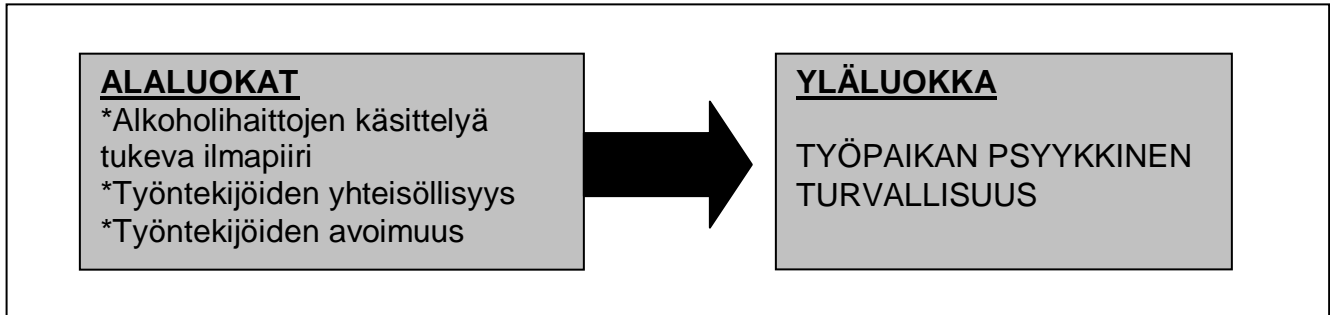 ALALUOKAT
*Alkoholihaittojen käsittelyä
tukeva ilmapiiri
*Työntekijöiden yhteisöllisyys
*Työntekijöiden avoimuus
YLÄLUOKKA
TYÖPAIKAN PSYYKKINEN
TURVALLISUUS